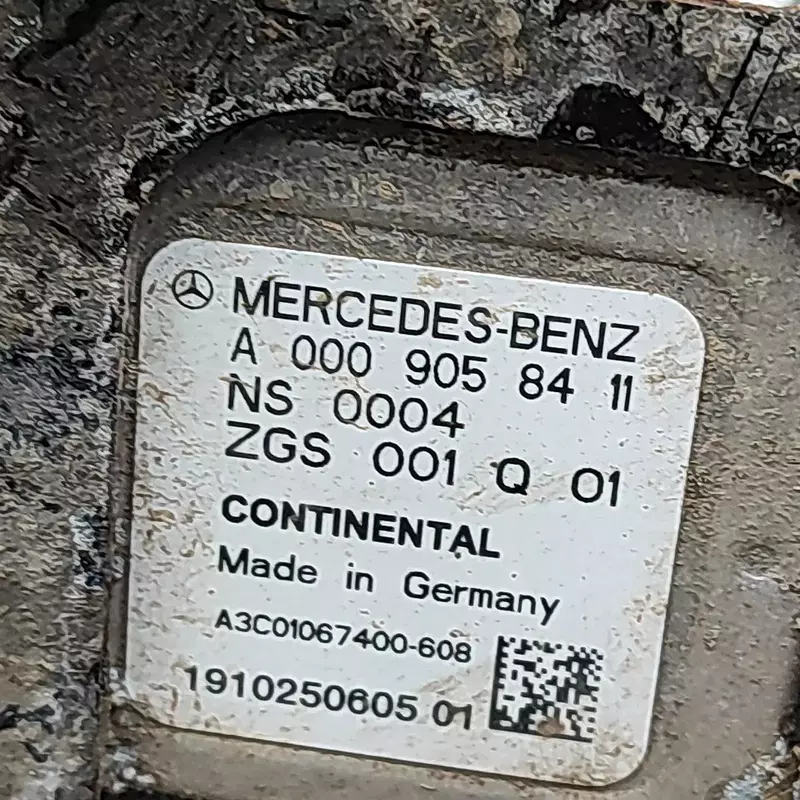 MERCEDES-BENZ
A 000 905 84 11
NS 0004
ZGS 001 Q 01
CONTINENTAL
Made in Germany
A3C01067400-608
1910250605 01